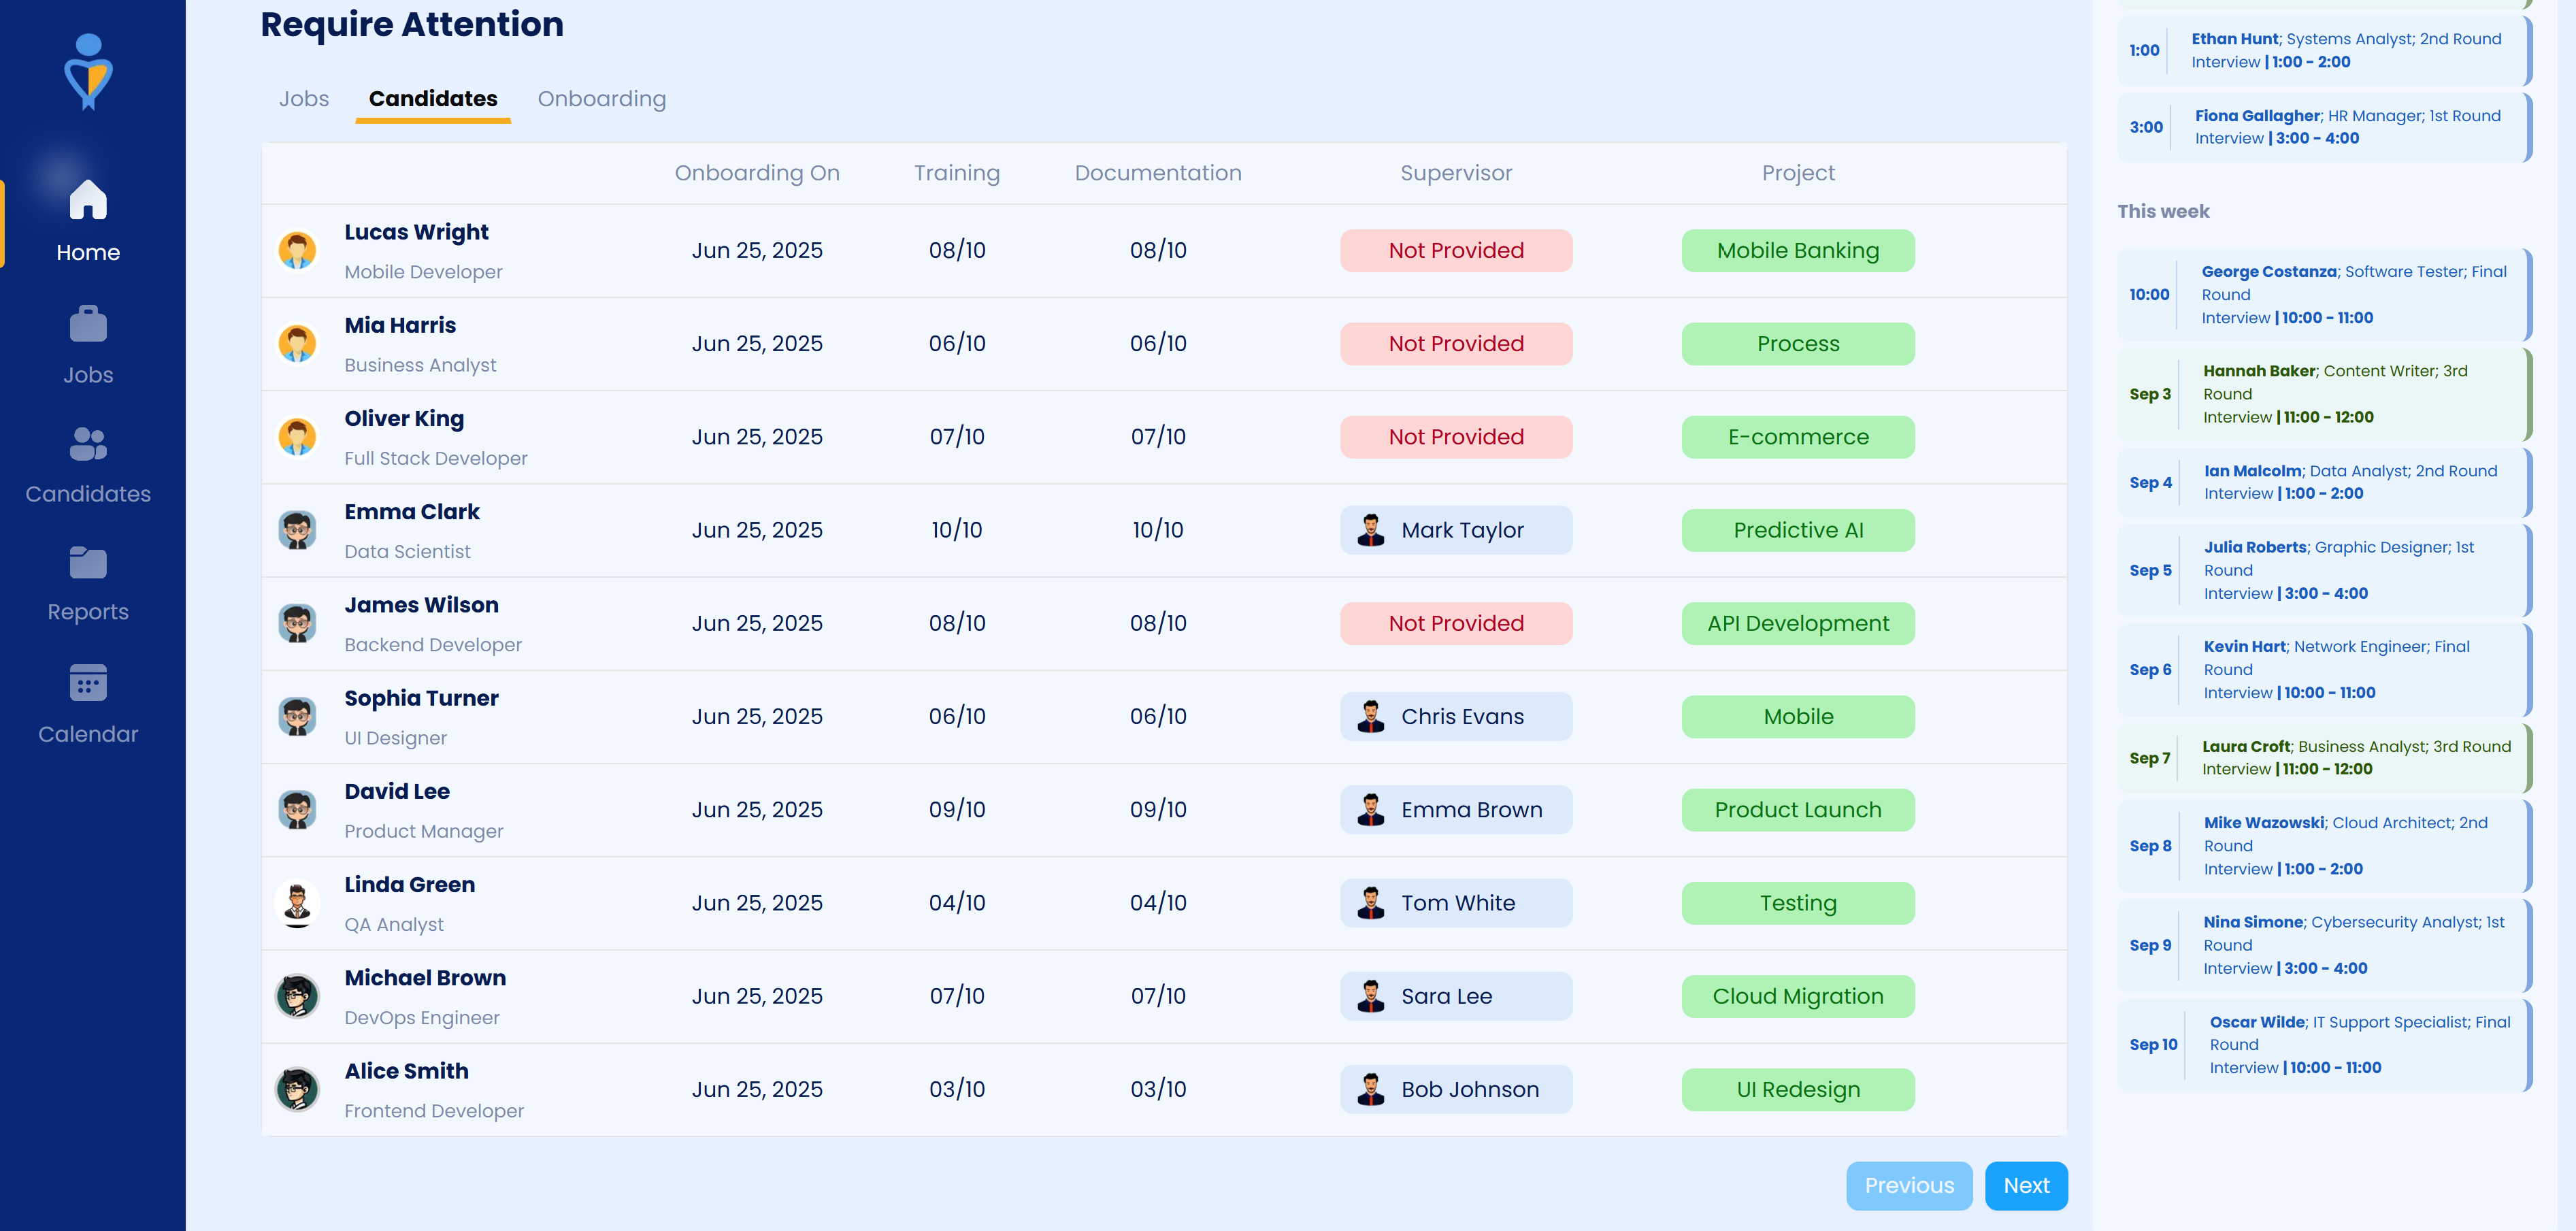 Home
Jobs
Candidates
Reports
Calendar
Require Attention
Jobs Candidates Onboarding
Onboarding On Training Documentation Supervisor Project
Lucas Wright
Mobile Developer
Jun 25, 2025 08/10 08/10 Not Provided Mobile Banking
Mia Harris
Business Analyst
Jun 25, 2025 06/10 06/10 Not Provided Process
Oliver King
Full Stack Developer
Jun 25, 2025 07/10 07/10 Not Provided E-commerce
Emma Clark
Data Scientist
Jun 25, 2025 10/10 10/10 Mark Taylor Predictive AI
James Wilson
Backend Developer
Jun 25, 2025 08/10 08/10 Not Provided API Development
Sophia Turner
UI Designer
Jun 25, 2025 06/10 06/10 Chris Evans Mobile
David Lee
Product Manager
Jun 25, 2025 09/10 09/10 Emma Brown Product Launch
Linda Green
QA Analyst
Jun 25, 2025 04/10 04/10 Tom White Testing
Michael Brown
DevOps Engineer
Jun 25, 2025 07/10 07/10 Sara Lee Cloud Migration
Alice Smith
Frontend Developer
Jun 25, 2025 03/10 03/10 Bob Johnson UI Redesign
Previous Next
1:00
Ethan Hunt; Systems Analyst; 2nd Round
Interview | 1:00 - 2:00
3:00
Fiona Gallagher; HR Manager; 1st Round
Interview | 3:00 - 4:00
This week
10:00
George Costanza; Software Tester; Final
Round
Interview | 10:00 - 11:00
Sep 3
Hannah Baker; Content Writer; 3rd
Round
Interview | 11:00 - 12:00
Sep 4
Ian Malcolm; Data Analyst; 2nd Round
Interview | 1:00 - 2:00
Sep 5
Julia Roberts; Graphic Designer; 1st
Round
Interview | 3:00 - 4:00
Sep 6
Kevin Hart; Network Engineer; Final
Round
Interview | 10:00 - 11:00
Sep 7
Laura Croft; Business Analyst; 3rd Round
Interview | 11:00 - 12:00
Sep 8
Mike Wazowski; Cloud Architect; 2nd
Round
Interview | 1:00 - 2:00
Sep 9
Nina Simone; Cybersecurity Analyst; 1st
Round
Interview | 3:00 - 4:00
Sep 10
Oscar Wilde; IT Support Specialist; Final
Round
Interview | 10:00 - 11:00